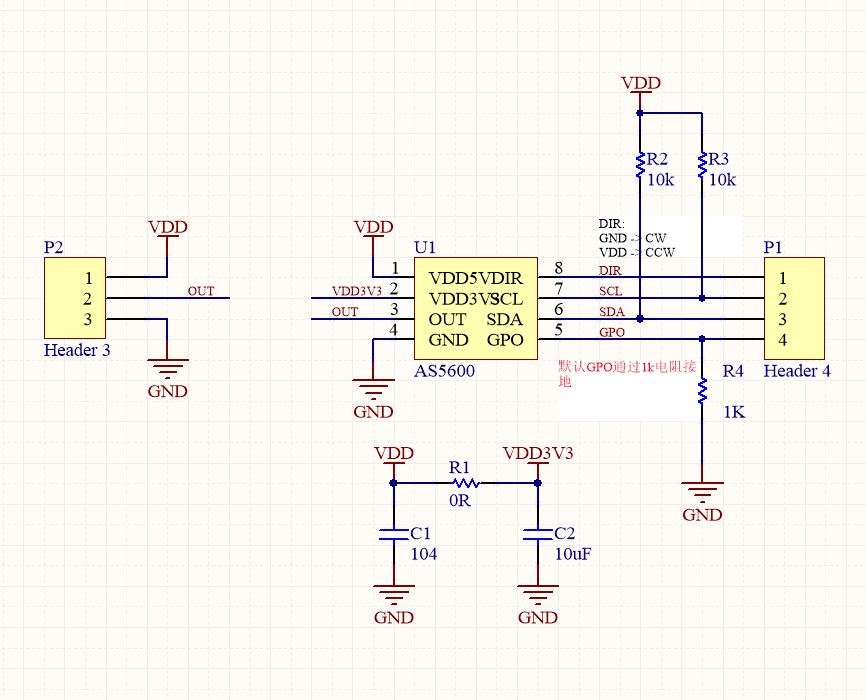 VDD
R2
R3
10k
10k
DIR:
GND -> CW
VDD -> CCW
VDD
VDD
P2
U1
P1
1
2
3
OUT
Header 3
GND
1
VDD3V3 2
OUT 3
4
VDD5V DIR
VDD3V3 SCL
OUT SDA
GND GPO
AS5600
8
DIR
7
SCL
6
SDA
5
GPO
1
2
3
4
Header 4
默认GPO通过1k电阻接
地
R4
1K
GND
GND
VDD
R1
0R
VDD3V3
C1
104
C2
10uF
GND
GND